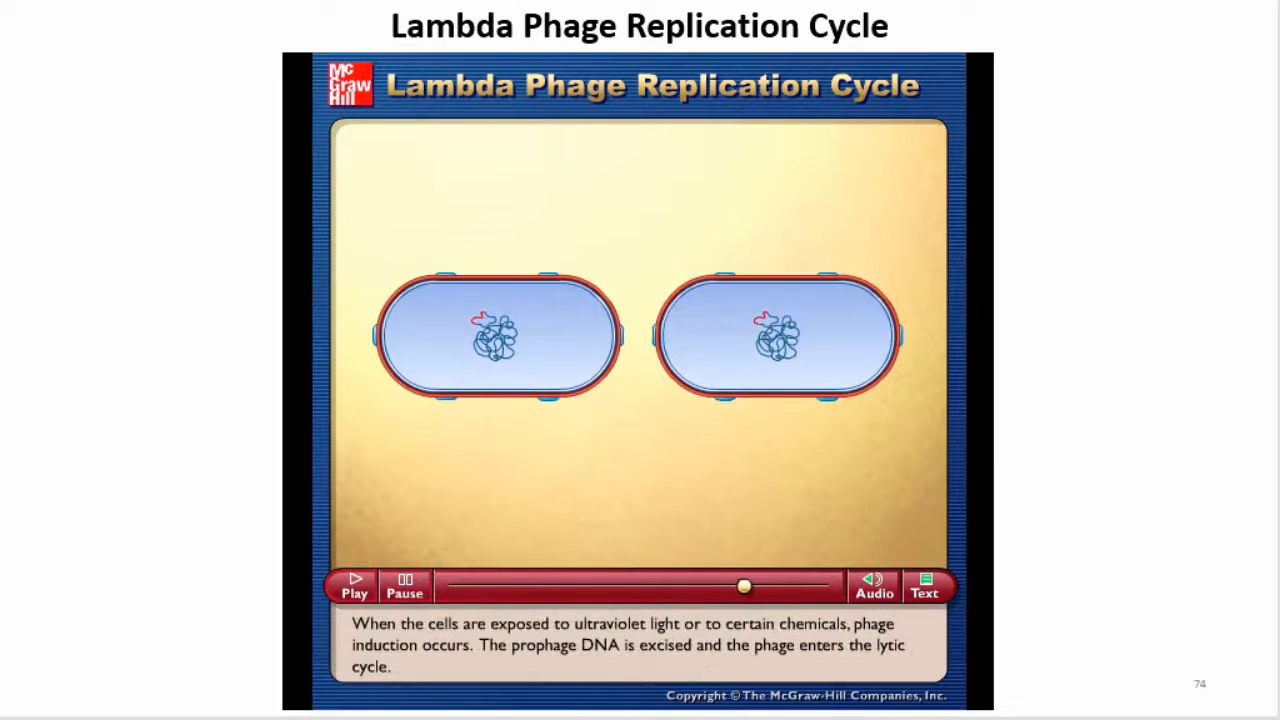 Lambda Phage Replication Cycle
Mc
Graw
Hill
Lambda Phage Replication Cycle
Play
Pause
Audio
Text
When the cells are exposed to ultraviolet light or to certain chemicals, phage
induction occurs. The prophage DNA is excised and the phage enters the lytic
cycle.
Copyright © The McGraw-Hill Companies, Inc.
74